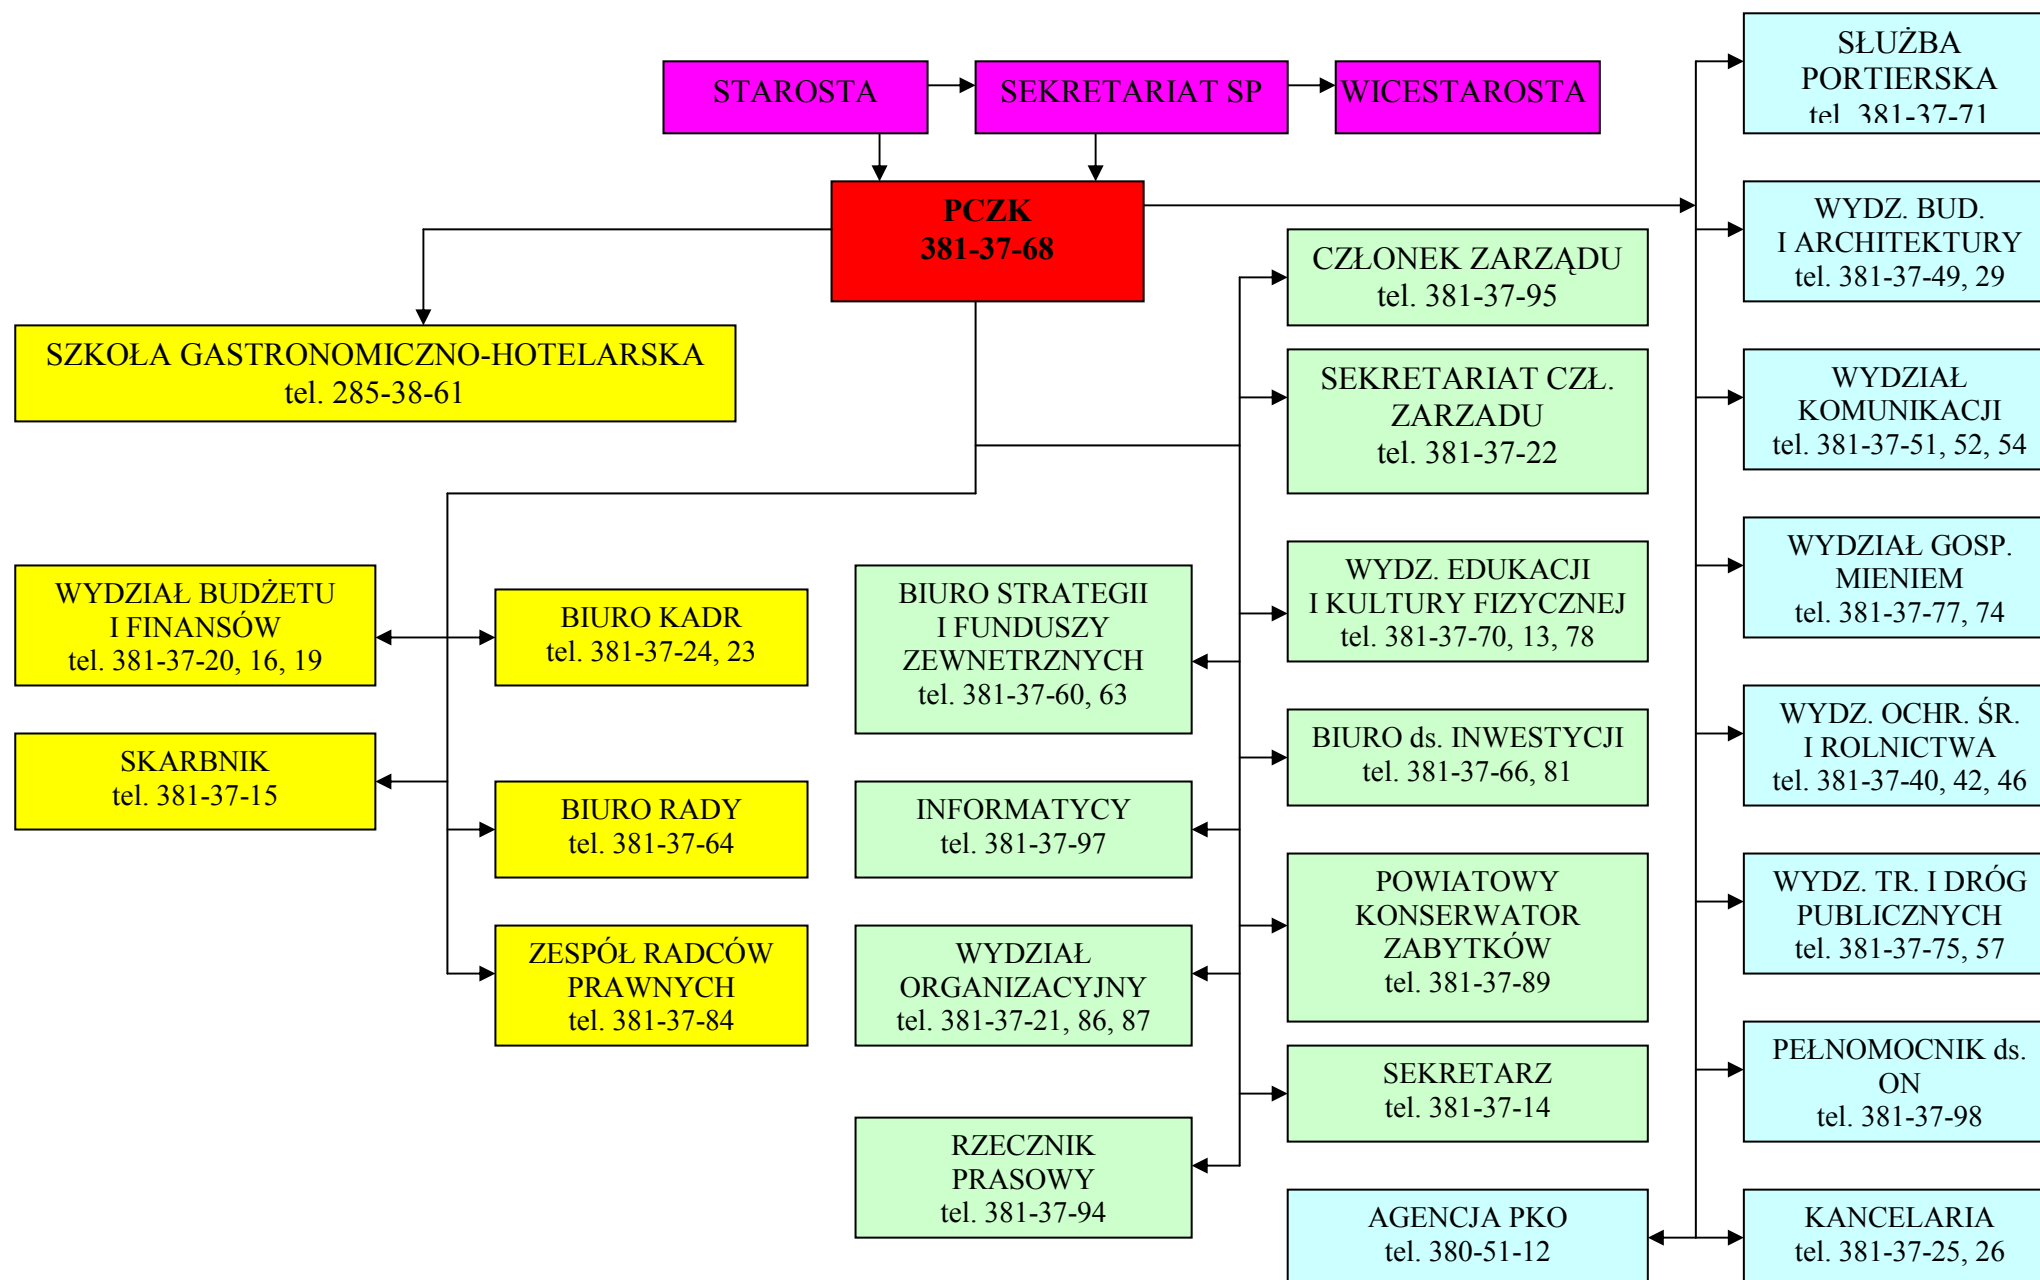 STAROSTA
SEKRETARIAT SP
WICESTAROSTA
PCZK
381-37-68
SZKOŁA GASTRONOMICZNO-HOTELARSKA
tel. 285-38-61
WYDZIAŁ BUDŻETU
I FINANSÓW
tel. 381-37-20, 16, 19
SKARBNIK
tel. 381-37-15
BIURO KADR
tel. 381-37-24, 23
BIURO RADY
tel. 381-37-64
ZESPÓŁ RADCÓW
PRAWNYCH
tel. 381-37-84
BIURO STRATEGII
I FUNDUSZY
ZEWNETRZNYCH
tel. 381-37-60, 63
INFORMATYCY
tel. 381-37-97
WYDZIAŁ
ORGANIZACYJNY
tel. 381-37-21, 86, 87
RZECZNIK
PRASOWY
tel. 381-37-94
CZŁONEK ZARZĄDU
tel. 381-37-95
SEKRETARIAT CZŁ.
ZARZADU
tel. 381-37-22
WYDZ. EDUKACJI
I KULTURY FIZYCZNEJ
tel. 381-37-70, 13, 78
BIURO ds. INWESTYCJI
tel. 381-37-66, 81
POWIATOWY
KONSERWATOR
ZABYTKÓW
tel. 381-37-89
SEKRETARZ
tel. 381-37-14
AGENCJA PKO
tel. 380-51-12
SŁUŻBA
PORTIERSKA
tel. 381-37-71
WYDZ. BUD.
I ARCHITEKTURY
tel. 381-37-49, 29
WYDZIAŁ
KOMUNIKACJI
tel. 381-37-51, 52, 54
WYDZIAŁ GOSP.
MIENIEM
tel. 381-37-77, 74
WYDZ. OCHR. ŚR.
I ROLNICTWA
tel. 381-37-40, 42, 46
WYDZ. TR. I DRÓG
PUBLICZNYCH
tel. 381-37-75, 57
PEŁNOMOCNIK ds.
ON
tel. 381-37-98
KANCELARIA
tel. 381-37-25, 26